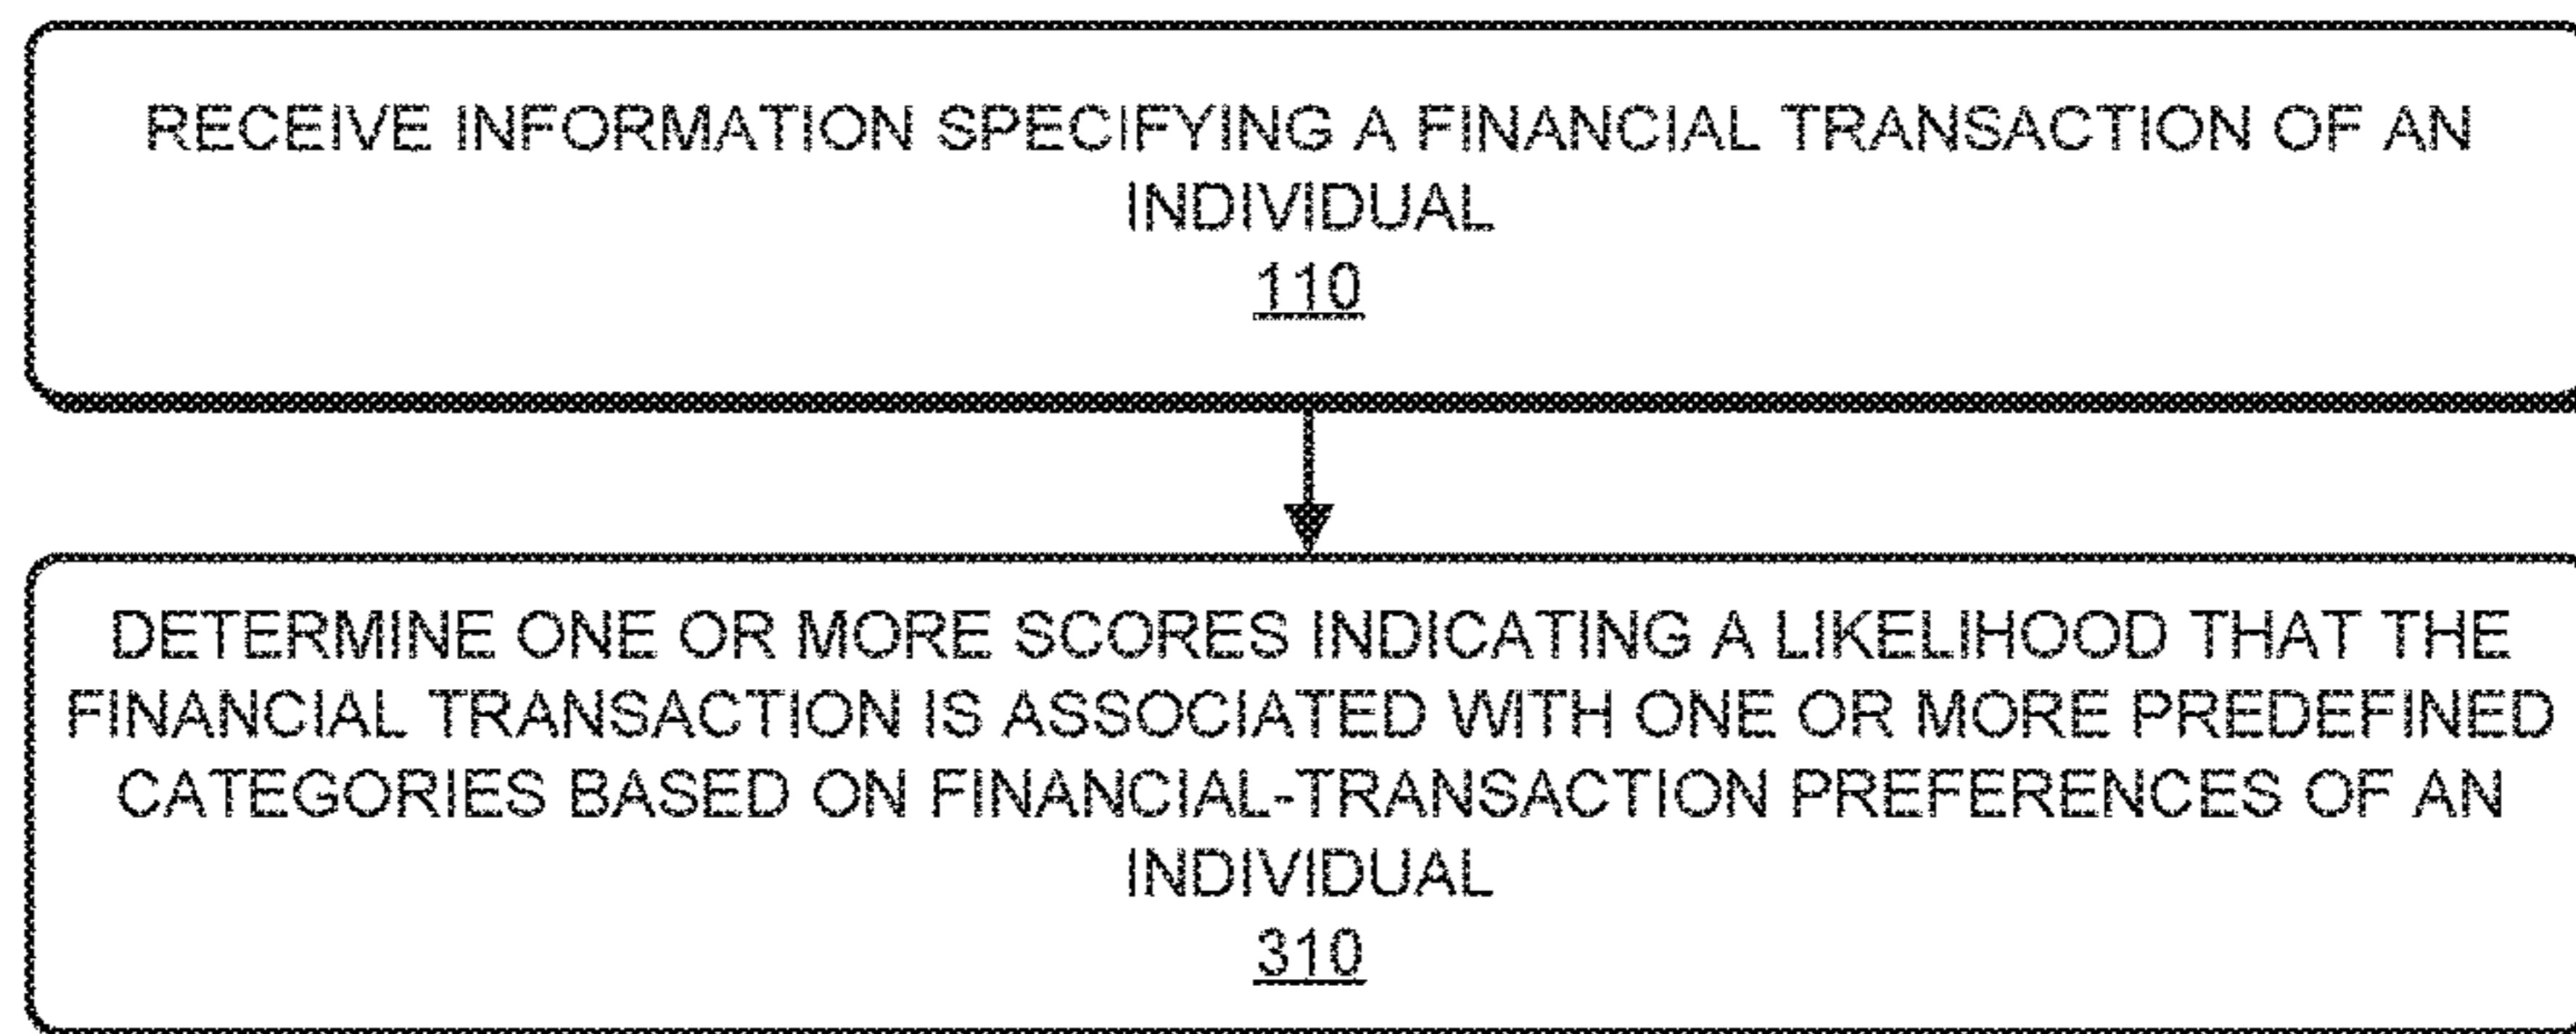 RECEIVE INFORMATION SPECIFYING A FINANCIAL TRANSACTION OF AN
INDIVIDUAL
110
DETERMINE ONE OR MORE SCORES INDICATING A LIKELIHOOD THAT THE
FINANCIAL TRANSACTION IS ASSOCIATED WITH ONE OR MORE PREDEFINED
CATEGORIES BASED ON FINANCIAL-TRANSACTION PREFERENCES OF AN
INDIVIDUAL
310